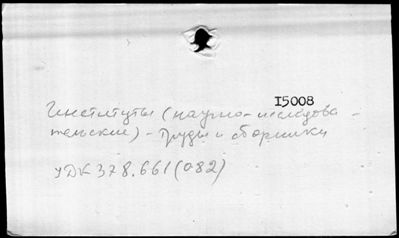 I5008
Институты (научно-исследова-
тельские) - Труды и сборники
УДК 378.661(082)